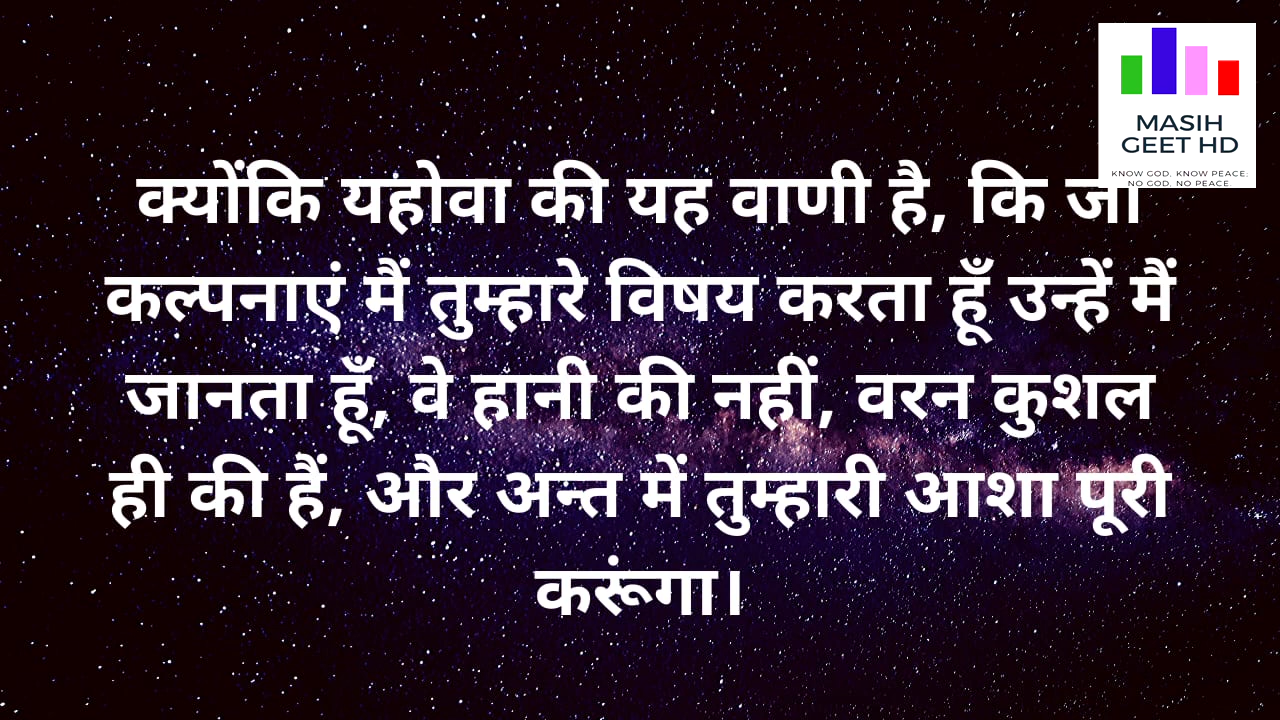 MASIH
GEET HD
KNOW GOD, KNOW PEACE;
NO GOD, NO PEACE.
क्योंकि यहोवा की यह वाणी है, कि जो
कल्पनाएं मैं तुम्हारे विषय करता हूँ उन्हें मैं
जानता हूँ, वे हानी की नहीं, वरन कुशल
ही की हैं, और अन्त में तुम्हारी आशा पूरी
करूंगा।